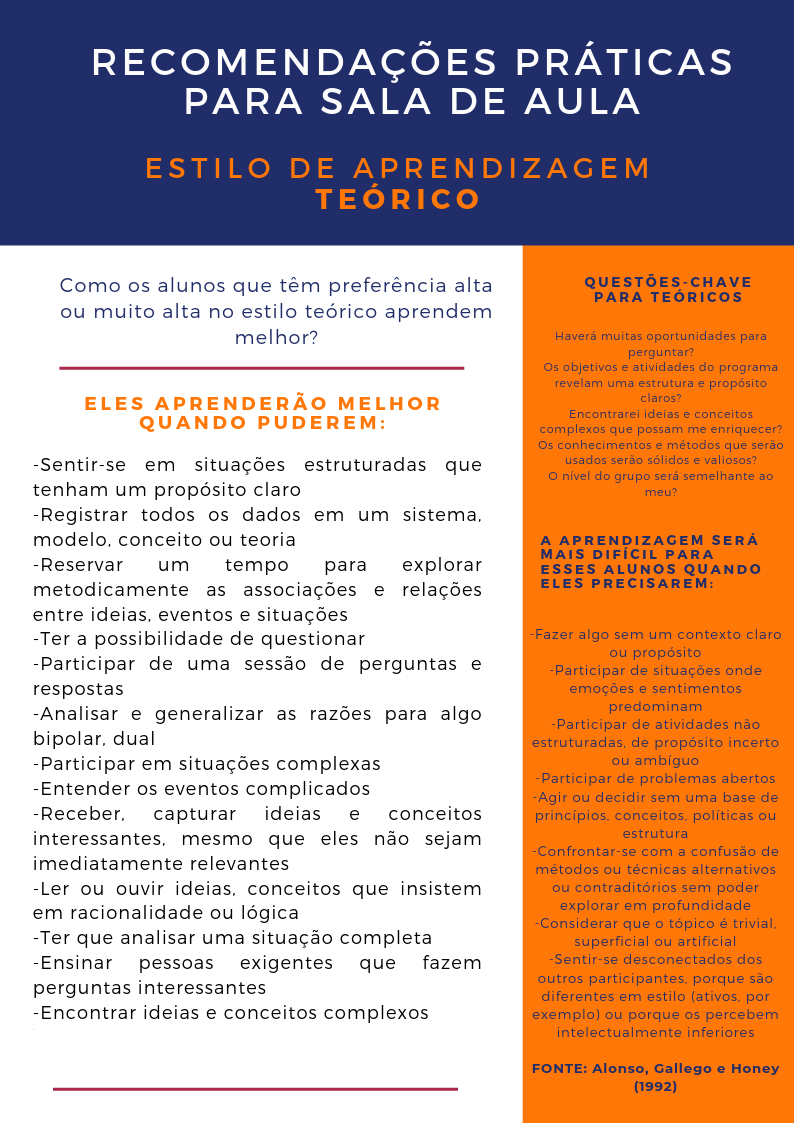 RECOMENDAÇÕES PRÁTICAS
PARA SALA DE AULA
ESTILO DE APRENDIZAGEM
TEÓRICO
Como os alunos que têm preferência alta
ou muito alta no estilo teórico aprendem
melhor?
ELES APRENDERÃO MELHOR
QUANDO PUDEREM:
-Sentir-se em situações estruturadas que
tenham um propósito claro
-Registrar todos os dados em um sistema,
modelo, conceito ou teoria
-Reservar um tempo para explorar
metodicamente as associações e relações
entre ideias, eventos e situações
-Ter a possibilidade de questionar
-Participar de uma sessão de perguntas e
respostas
-Analisar e generalizar as razões para algo
bipolar, dual
-Participar em situações complexas
-Entender os eventos complicados
-Receber, capturar ideias e conceitos
interessantes, mesmo que eles não sejam
imediatamente relevantes
-Ler ou ouvir ideias, conceitos que insistem
em racionalidade ou lógica
-Ter que analisar uma situação completa
-Ensinar pessoas exigentes que fazem
perguntas interessantes
-Encontrar ideias e conceitos complexos
QUESTÕES-CHAVE
PARA TEÓRICOS
Haverá muitas oportunidades para
perguntar?
Os objetivos e atividades do programa
revelam uma estrutura e propósito
claros?
Encontrarei ideias e conceitos
complexos que possam me enriquecer?
Os conhecimentos e métodos que serão
usados serão sólidos e valiosos?
O nível do grupo será semelhante ao
meu?
A APRENDIZAGEM SERÁ
MAIS DIFÍCIL PARA
ESSES ALUNOS QUANDO
ELES PRECISAREM:
-Fazer algo sem um contexto claro
ou propósito
-Participar de situações onde
emoções e sentimentos
predominam
-Participar de atividades não
estruturadas, de propósito incerto
ou ambíguo
-Participar de problemas abertos
-Agir ou decidir sem uma base de
princípios, conceitos, políticas ou
estrutura
-Confrontar-se com a confusão de
métodos ou técnicas alternativos
ou contraditórios sem poder
explorar em profundidade
-Considerar que o tópico é trivial,
superficial ou artificial
-Sentir-se desconectados dos
outros participantes, porque são
diferentes em estilo (ativos, por
exemplo) ou porque os percebem
intelectualmente inferiores
FONTE: Alonso, Gallego e Honey
(1992)